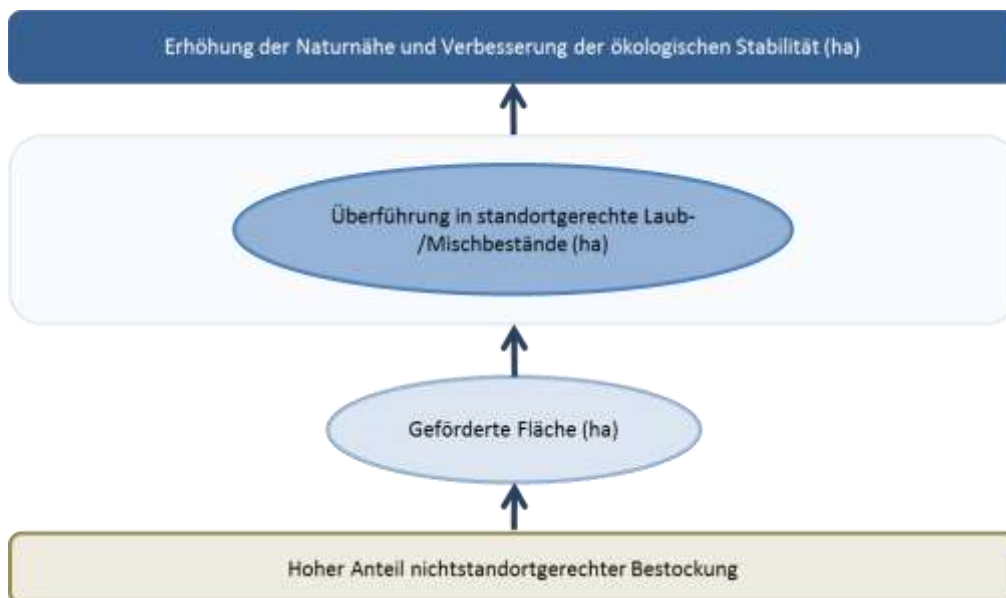 Erhöhung der Naturnähe und Verbesserung der ökologischen Stabilität (ha)
Überführung in standortgerechte Laub-
/Mischbestände (ha)
Geförderte Fläche (ha)
Hoher Anteil nichtstandortgerechter Bestockung